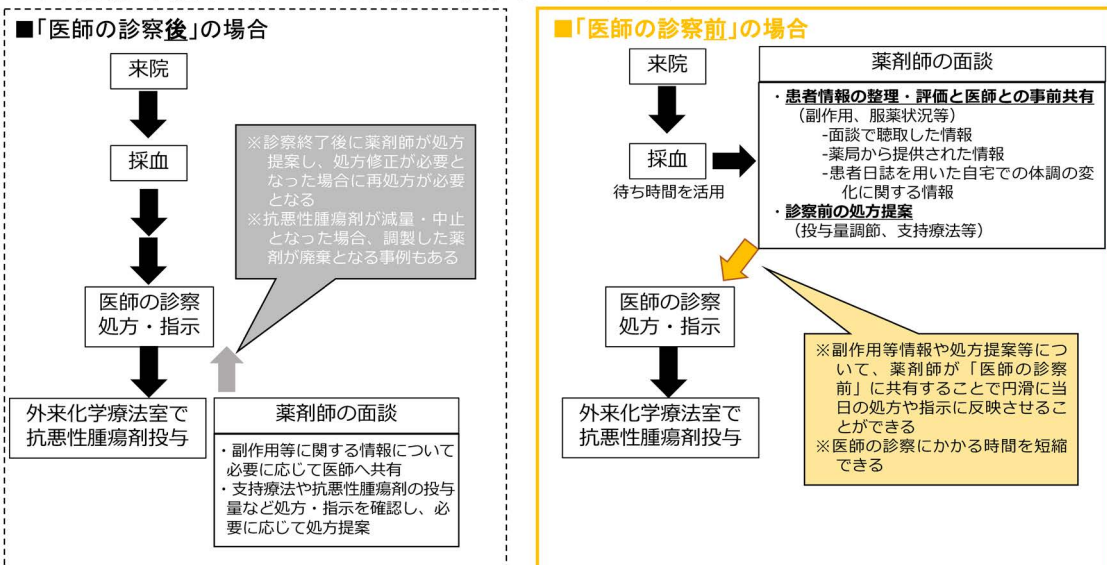 ■「医師の診察後」の場合
来院
採血
※診察終了後に薬剤師が処方
提案し、処方修正が必要と
なった場合に再処方が必要
となる
※抗悪性腫瘍剤が減量・中止
となった場合、調製した薬
剤が廃棄となる事例もある
医師の診察
処方・指示
外来化学療法室で
抗悪性腫瘍剤投与
薬剤師の面談
・副作用等に関する情報について
必要に応じて医師へ共有
・支持療法や抗悪性腫瘍剤の投与
量など処方・指示を確認し、必
要に応じて処方提案
■「医師の診察前」の場合
来院
採血
待ち時間を活用
薬剤師の面談
・患者情報の整理・評価と医師との事前共有
（副作用、服薬状況等）
-面談で聴取した情報
-薬局から提供された情報
-患者日誌を用いた自宅での体調の変
化に関する情報
・診察前の処方提案
（投与量調節、支持療法等）
医師の診察
処方・指示
外来化学療法室で
抗悪性腫瘍剤投与
※副作用等情報や処方提案等につ
いて、薬剤師が「医師の診察
前」に共有することで円滑に当
日の処方や指示に反映させるこ
とができる
※医師の診察にかかる時間を短縮
できる